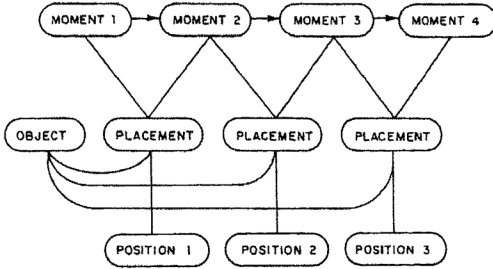 MOMENT 1
MOMENT 2
MOMENT 3
MOMENT 4
OBJECT
PLACEMENT
PLACEMENT
PLACEMENT
POSITION 1
POSITION 2
POSITION 3